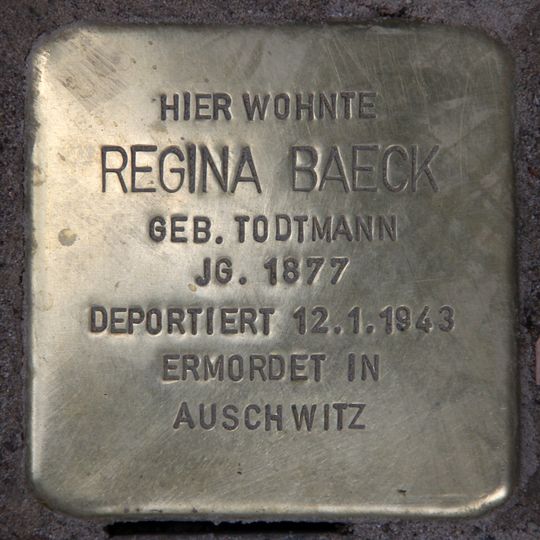 HIER WOHNTE
REGINA BAECK
GEB. TODTMANN
JG. 1877
DEPORTIERT 12.1.1943
ERMORDET IN
AUSCHWITZ